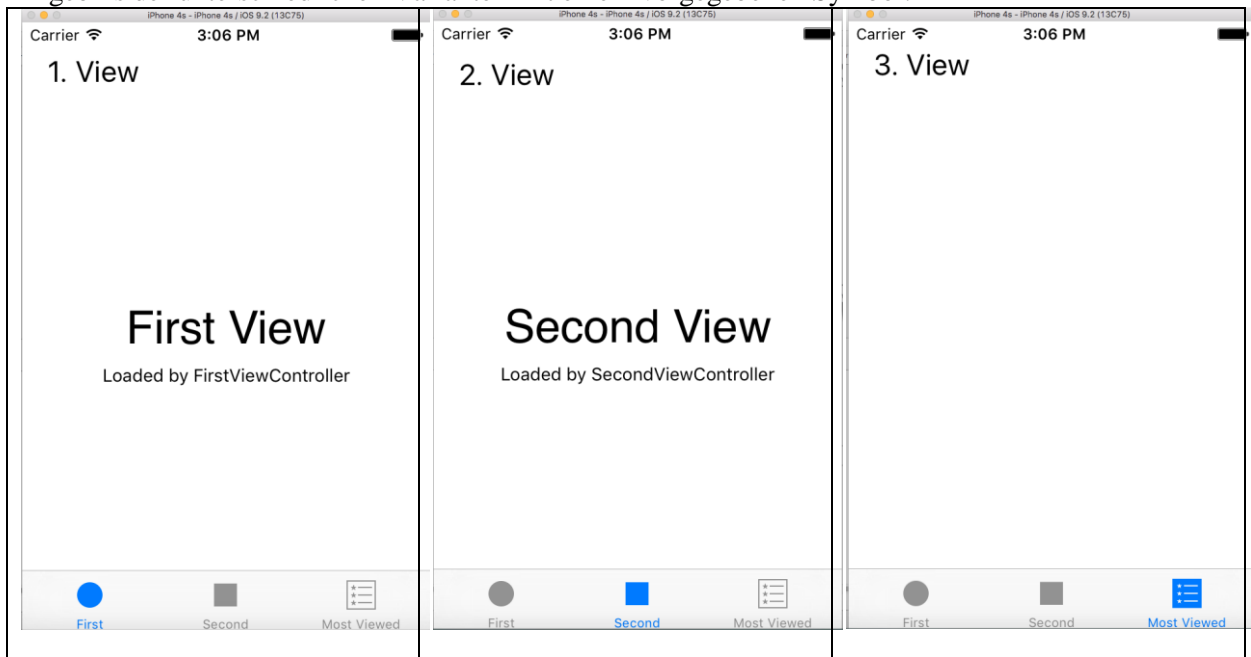 iPhone 4s - iPhone 4s / iOS 9.2 (13C75)
Carrier 3:06 PM
1. View
First View
Loaded by FirstViewController
First Second Most Viewed
iPhone 4s - iPhone 4s / iOS 9.2 (13C75)
Carrier 3:06 PM
2. View
Second View
Loaded by SecondViewController
First Second Most Viewed
iPhone 4s - iPhone 4s / iOS 9.2 (13C75)
Carrier 3:06 PM
3. View
First Second Most Viewed